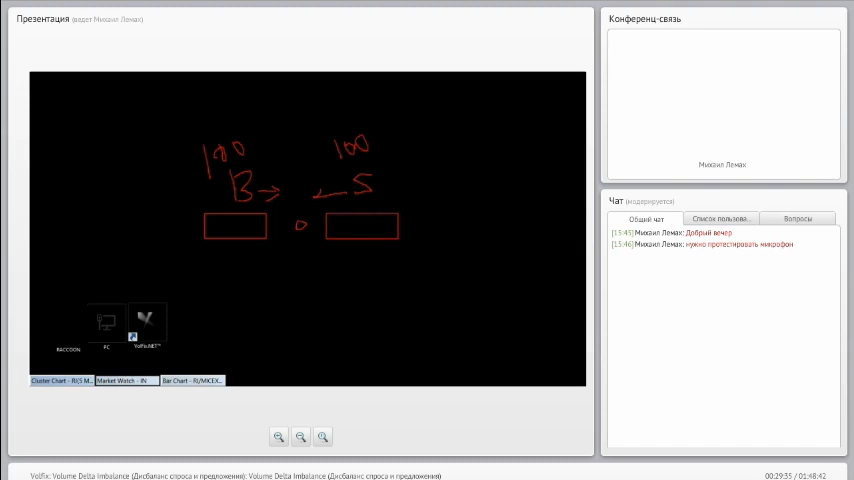 Презентация (ведет Михаил Лемах)
Конференц-связь
100
100
B
S
0
Михаил Лемах
Чат (модерируется)
Общий чат
Список пользова...
Вопросы
[15:45] Михаил Лемах: Добрый вечер
[15:46] Михаил Лемах: нужно протестировать микрофон
RACCOON
PC
VolFix.NET™
Cluster Chart - RI(5 M...
Market Watch - IN
Bar Chart - RI/MICEX...
Volfix: Volume Delta Imbalance (Дисбаланс спроса и предложения): Volume Delta Imbalance (Дисбаланс спроса и предложения)
00:29:35 / 01:48:42